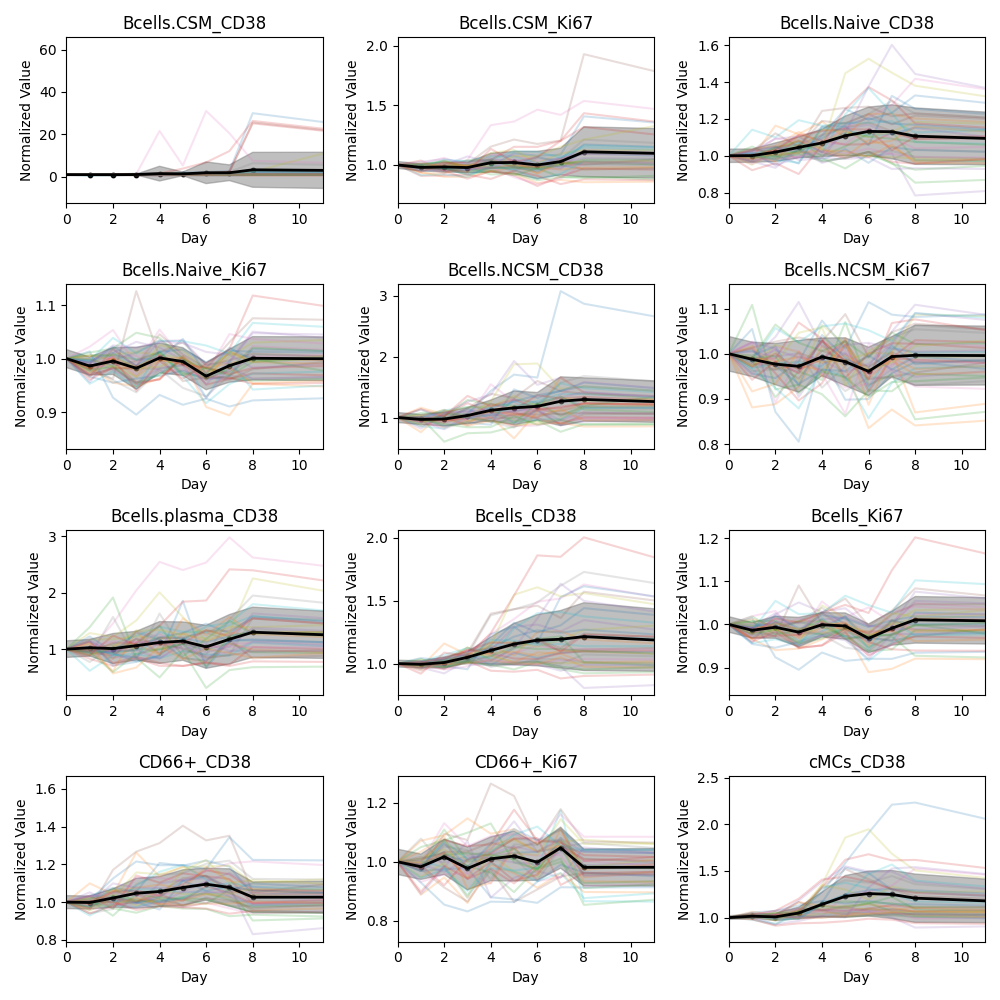 Bcells.CSM_CD38
Bcells.CSM_Ki67
Bcells.Naive_CD38
Normalized Value
60
40
20
0
0 2 4 6 8 10
Day
Normalized Value
2.0
1.5
1.0
0 2 4 6 8 10
Day
Normalized Value
1.6
1.4
1.2
1.0
0.8
0 2 4 6 8 10
Day
Bcells.Naive_Ki67
Bcells.NCSM_CD38
Bcells.NCSM_Ki67
Normalized Value
1.1
1.0
0.9
0 2 4 6 8 10
Day
Normalized Value
3
2
1
0 2 4 6 8 10
Day
Normalized Value
1.1
1.0
0.9
0.8
0 2 4 6 8 10
Day
Bcells.plasma_CD38
Bcells_CD38
Bcells_Ki67
Normalized Value
3
2
1
0 2 4 6 8 10
Day
Normalized Value
2.0
1.5
1.0
0 2 4 6 8 10
Day
Normalized Value
1.2
1.1
1.0
0.9
0 2 4 6 8 10
Day
CD66+_CD38
CD66+_Ki67
cMCs_CD38
Normalized Value
1.6
1.4
1.2
1.0
0.8
0 2 4 6 8 10
Day
Normalized Value
1.2
1.0
0.8
0 2 4 6 8 10
Day
Normalized Value
2.5
2.0
1.5
1.0
0 2 4 6 8 10
Day